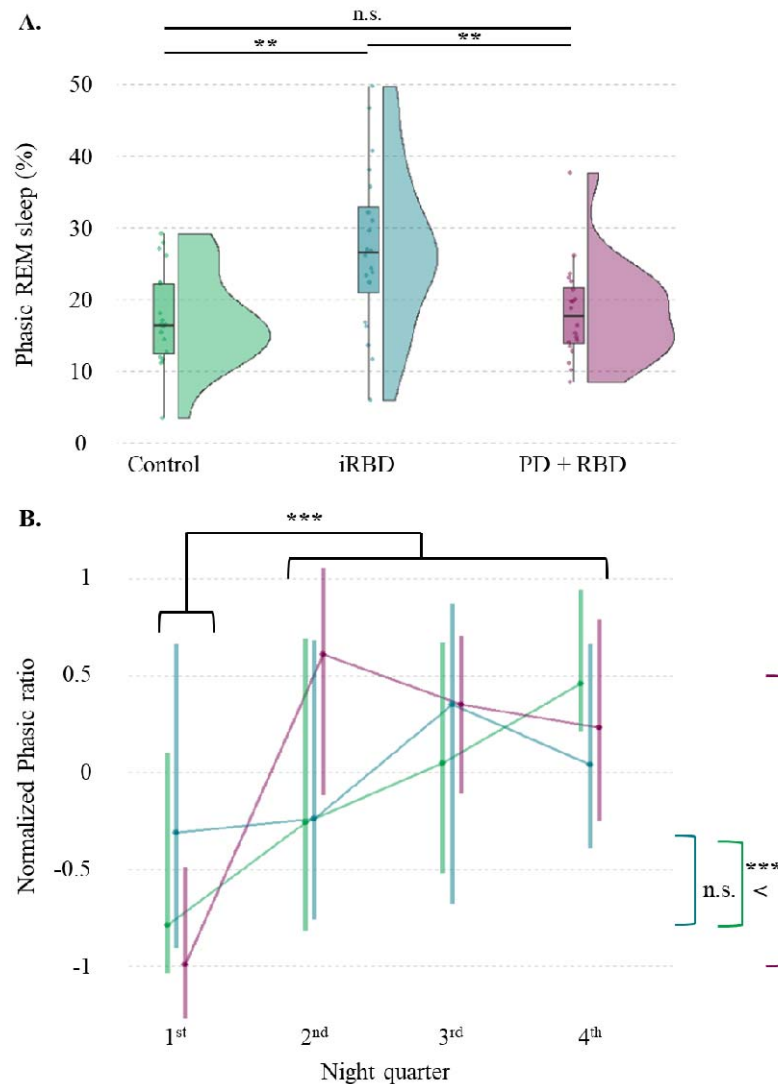 A.
n.s.
** **
50
40
30
20
10
0
Phasic REM sleep (%)
Control iRBD PD + RBD
B.
***
1
0.5
0
-0.5
-1
Normalized Phasic ratio
n.s.
***
<
1st 2nd 3rd 4th
Night quarter